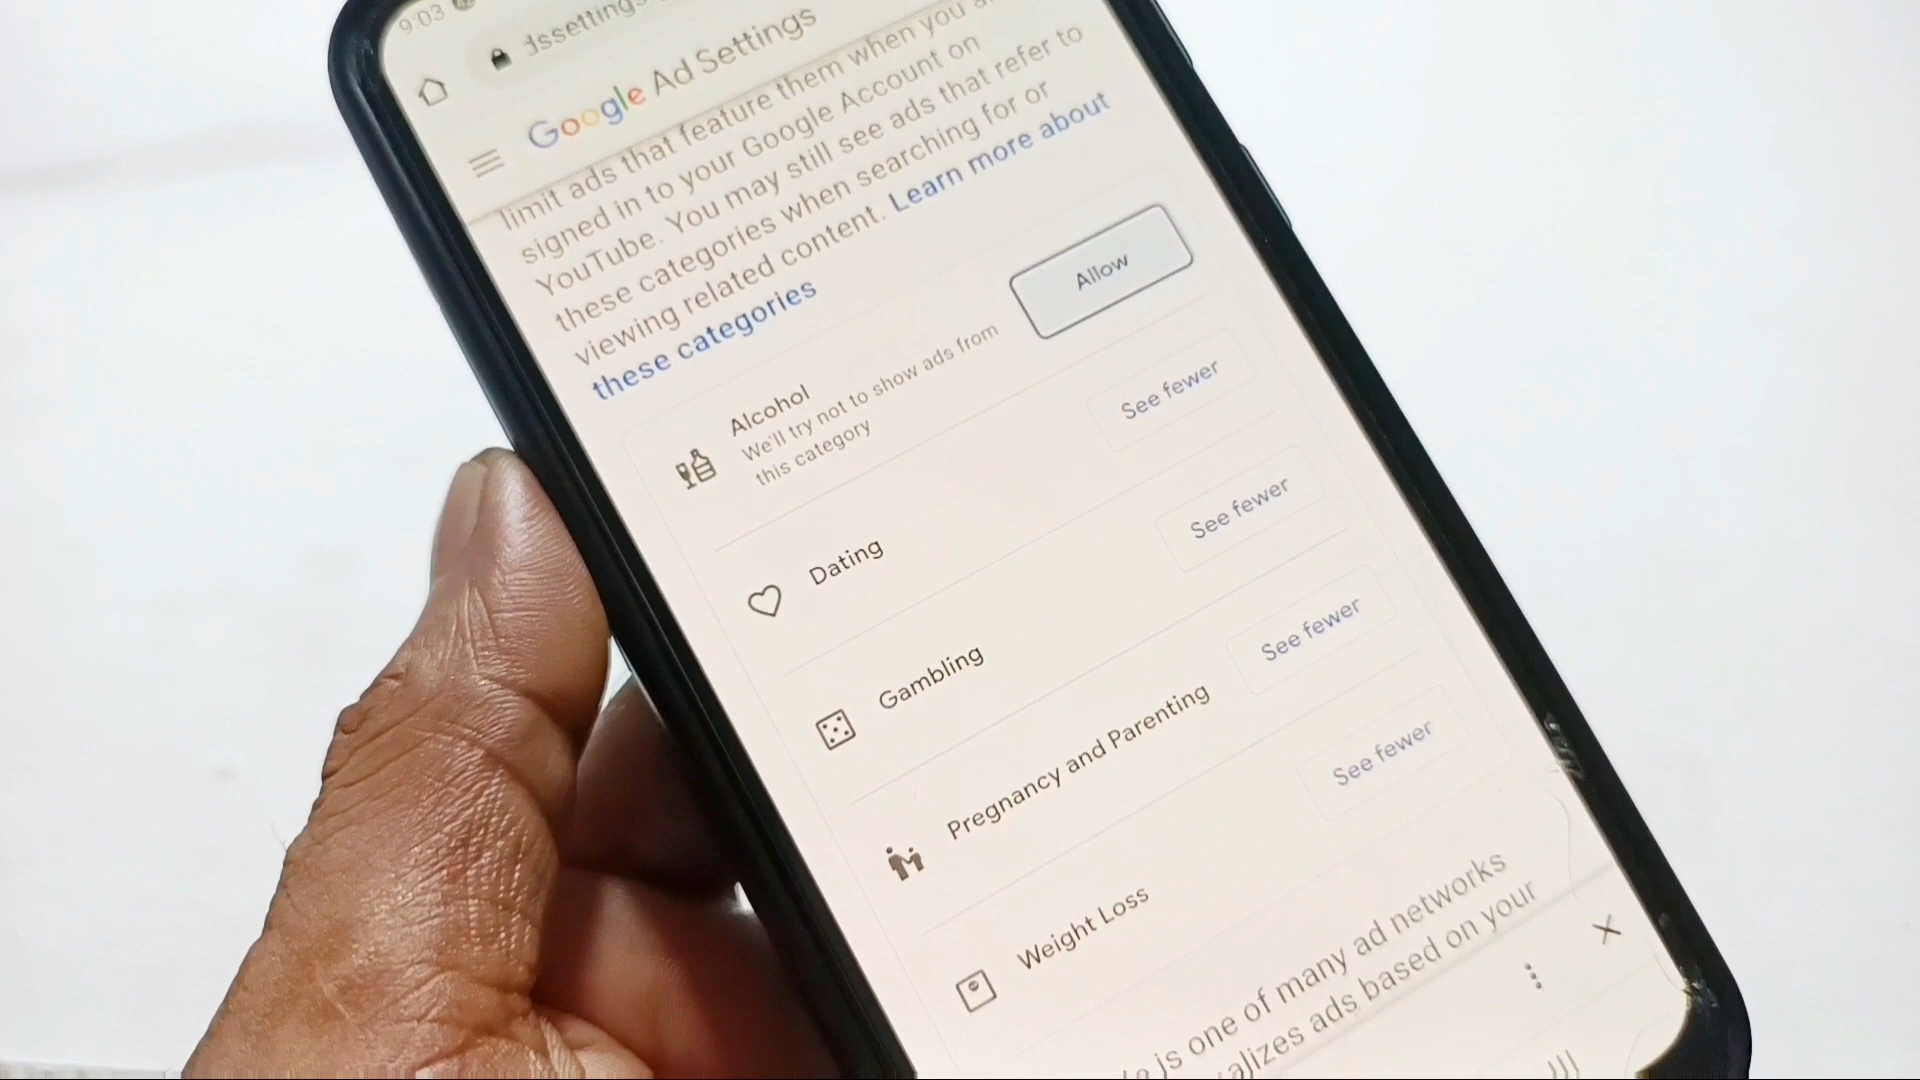 9:03
dssettings
Google Ad Settings
limit ads that feature them when you
signed in to your Google Account on
YouTube. You may still see ads that refer to
these categories when searching for or
viewing related content. Learn more about
these categories
Allow
Alcohol
We'll try not to show ads from
this category
See fewer
Dating
See fewer
Gambling
See fewer
Pregnancy and Parenting
See fewer
Weight Loss
is one of many ad networks
alizes ads based on your